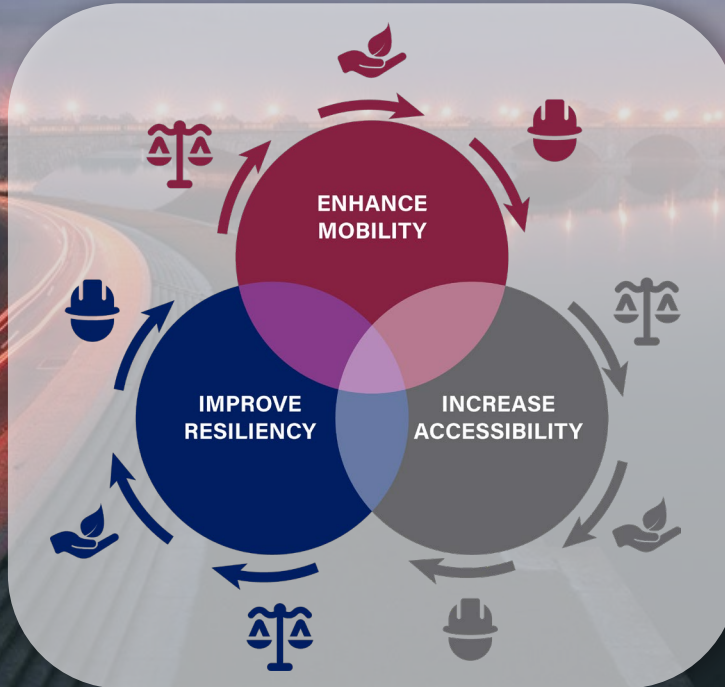 ENHANCE
MOBILITY
IMPROVE
RESILIENCY
INCREASE
ACCESSIBILITY